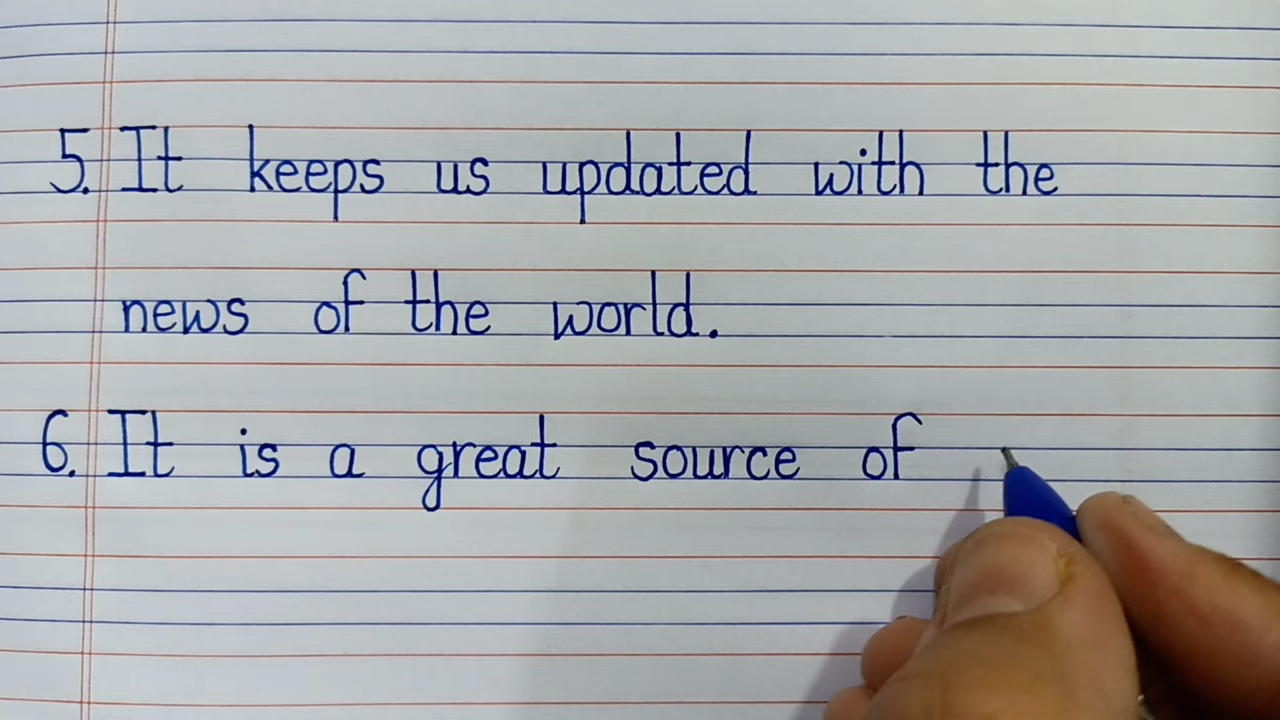 5. It keeps us updated with the
news of the world.
6. It is a great source of